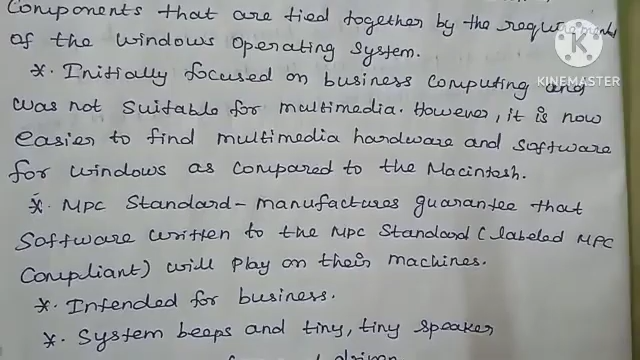 Components that are tied together by the requirements
of the windows operating system.
KINEMASTER
*. Initially focused on business computing and
was not suitable for multimedia. However, it is now
easier to find multimedia hardware and software
for windows as compared to the Macintosh.
*. MPC Standard - manufactures guarantee that
software written to the MPC Standard (labeled MPC
Compliant) will play on their machines.
*. Intended for business.
*. System beeps and tiny, tiny speaker
driven